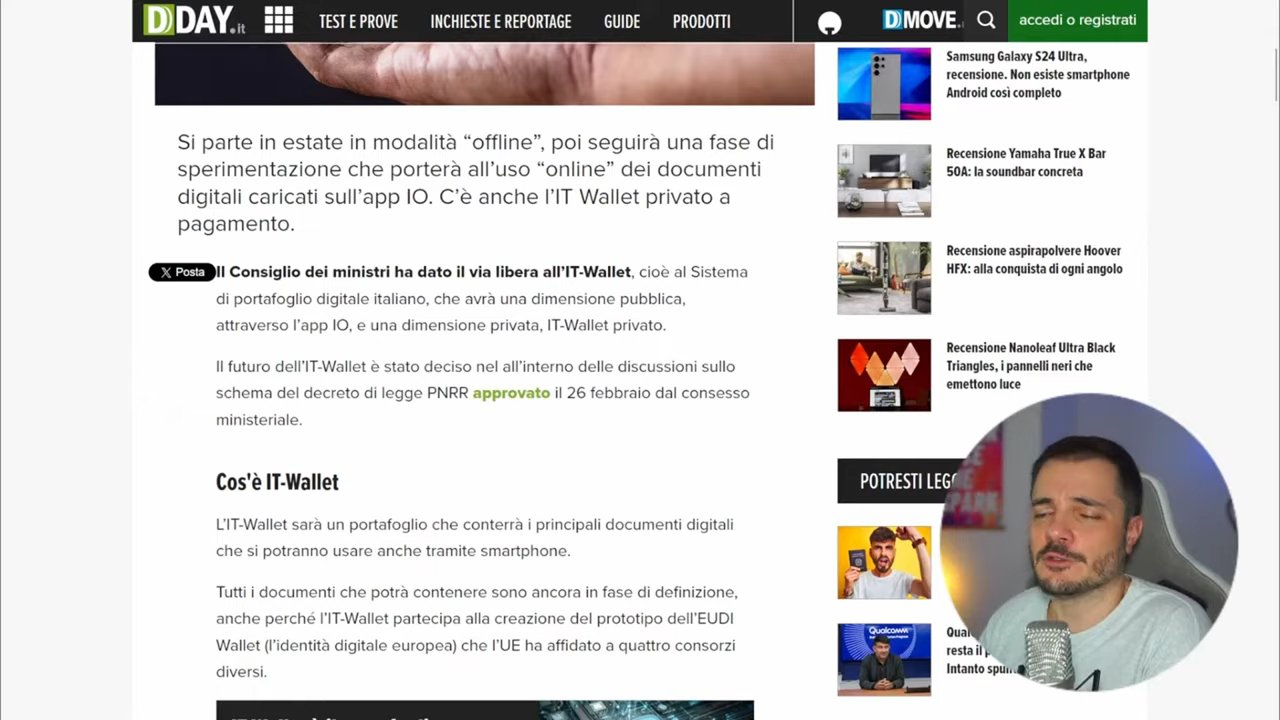 DDAY.it
TEST E PROVE
INCHIESTE E REPORTAGE
GUIDE
PRODOTTI
DMOVE.
accedi o registrati
Si parte in estate in modalità “offline”, poi seguirà una fase di
sperimentazione che porterà all’uso “online” dei documenti
digitali caricati sull’app IO. C’è anche l’IT Wallet privato a
pagamento.
X Posta
Il Consiglio dei ministri ha dato il via libera all’IT-Wallet, cioè al Sistema
di portafoglio digitale italiano, che avrà una dimensione pubblica,
attraverso l’app IO, e una dimensione privata, IT-Wallet privato.
Il futuro dell’IT-Wallet è stato deciso nel all’interno delle discussioni sullo
schema del decreto di legge PNRR approvato il 26 febbraio dal consesso
ministeriale.
Cos'è IT-Wallet
L’IT-Wallet sarà un portafoglio che conterrà i principali documenti digitali
che si potranno usare anche tramite smartphone.
Tutti i documenti che potrà contenere sono ancora in fase di definizione,
anche perché l’IT-Wallet partecipa alla creazione del prototipo dell’EUDI
Wallet (l’identità digitale europea) che l’UE ha affidato a quattro consorzi
diversi.
Samsung Galaxy S24 Ultra,
recensione. Non esiste smartphone
Android così completo
Recensione Yamaha True X Bar
50A: la soundbar concreta
Recensione aspirapolvere Hoover
HFX: alla conquista di ogni angolo
Recensione Nanoleaf Ultra Black
Triangles, i pannelli neri che
emettono luce
POTRESTI LEGG
Qualcomm
resta il
Intanto